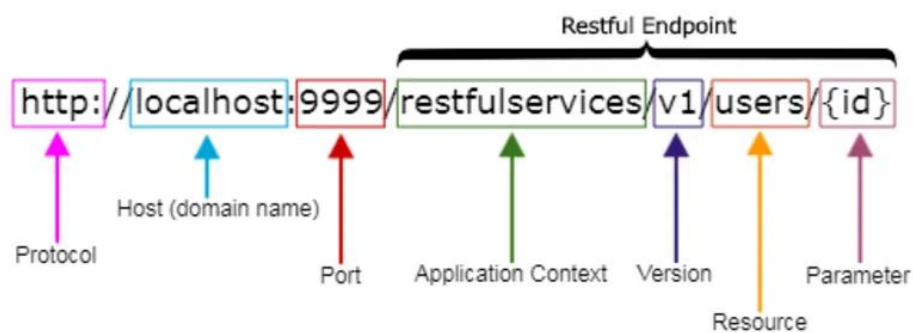 Restful Endpoint
http://localhost:9999/restfulservices/v1/users/{id}
Host (domain name)
Protocol
Port
Application Context
Version
Parameter
Resource